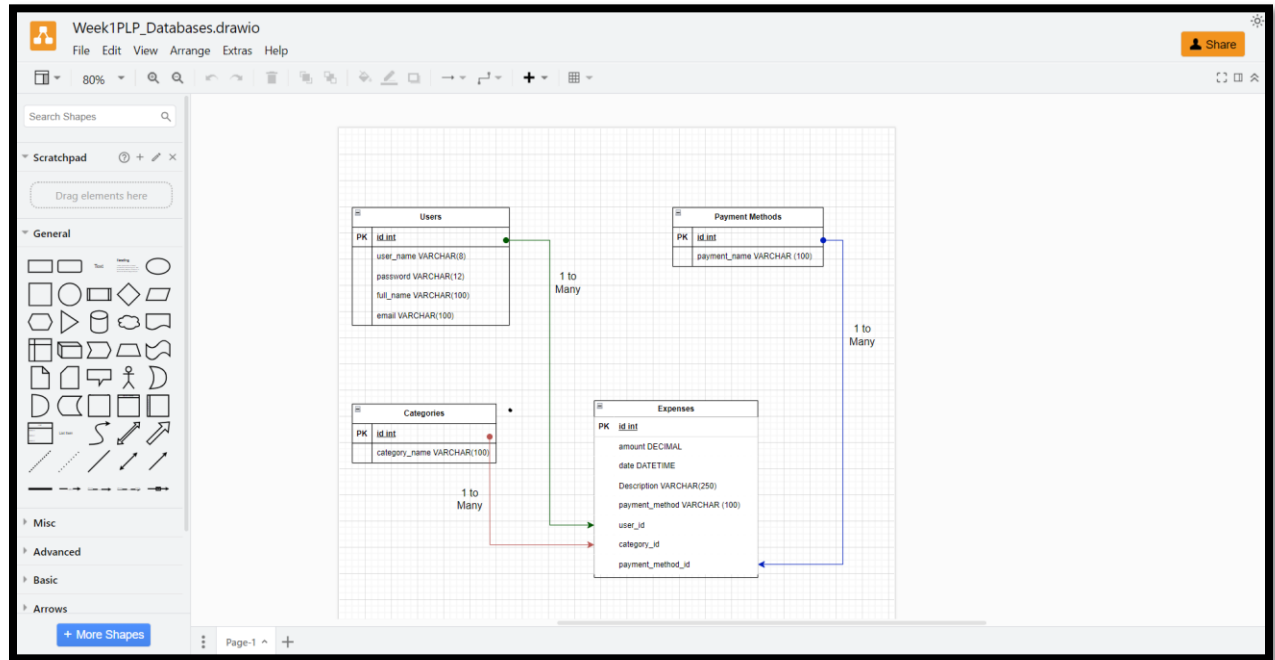 Week1PLP_Databases.drawio
File Edit View Arrange Extras Help
Share
80%
Search Shapes
Scratchpad
Drag elements here
General
Text
Heading
Misc
Advanced
Basic
Arrows
+ More Shapes
Page-1
Users
PK id int
user_name VARCHAR(8)
password VARCHAR(12)
full_name VARCHAR(100)
email VARCHAR(100)
1 to
Many
Payment Methods
PK id int
payment_name VARCHAR (100)
1 to
Many
Categories
PK id int
category_name VARCHAR(100)
1 to
Many
Expenses
PK id int
amount DECIMAL
date DATETIME
Description VARCHAR(250)
payment_method VARCHAR (100)
user_id
category_id
payment_method_id